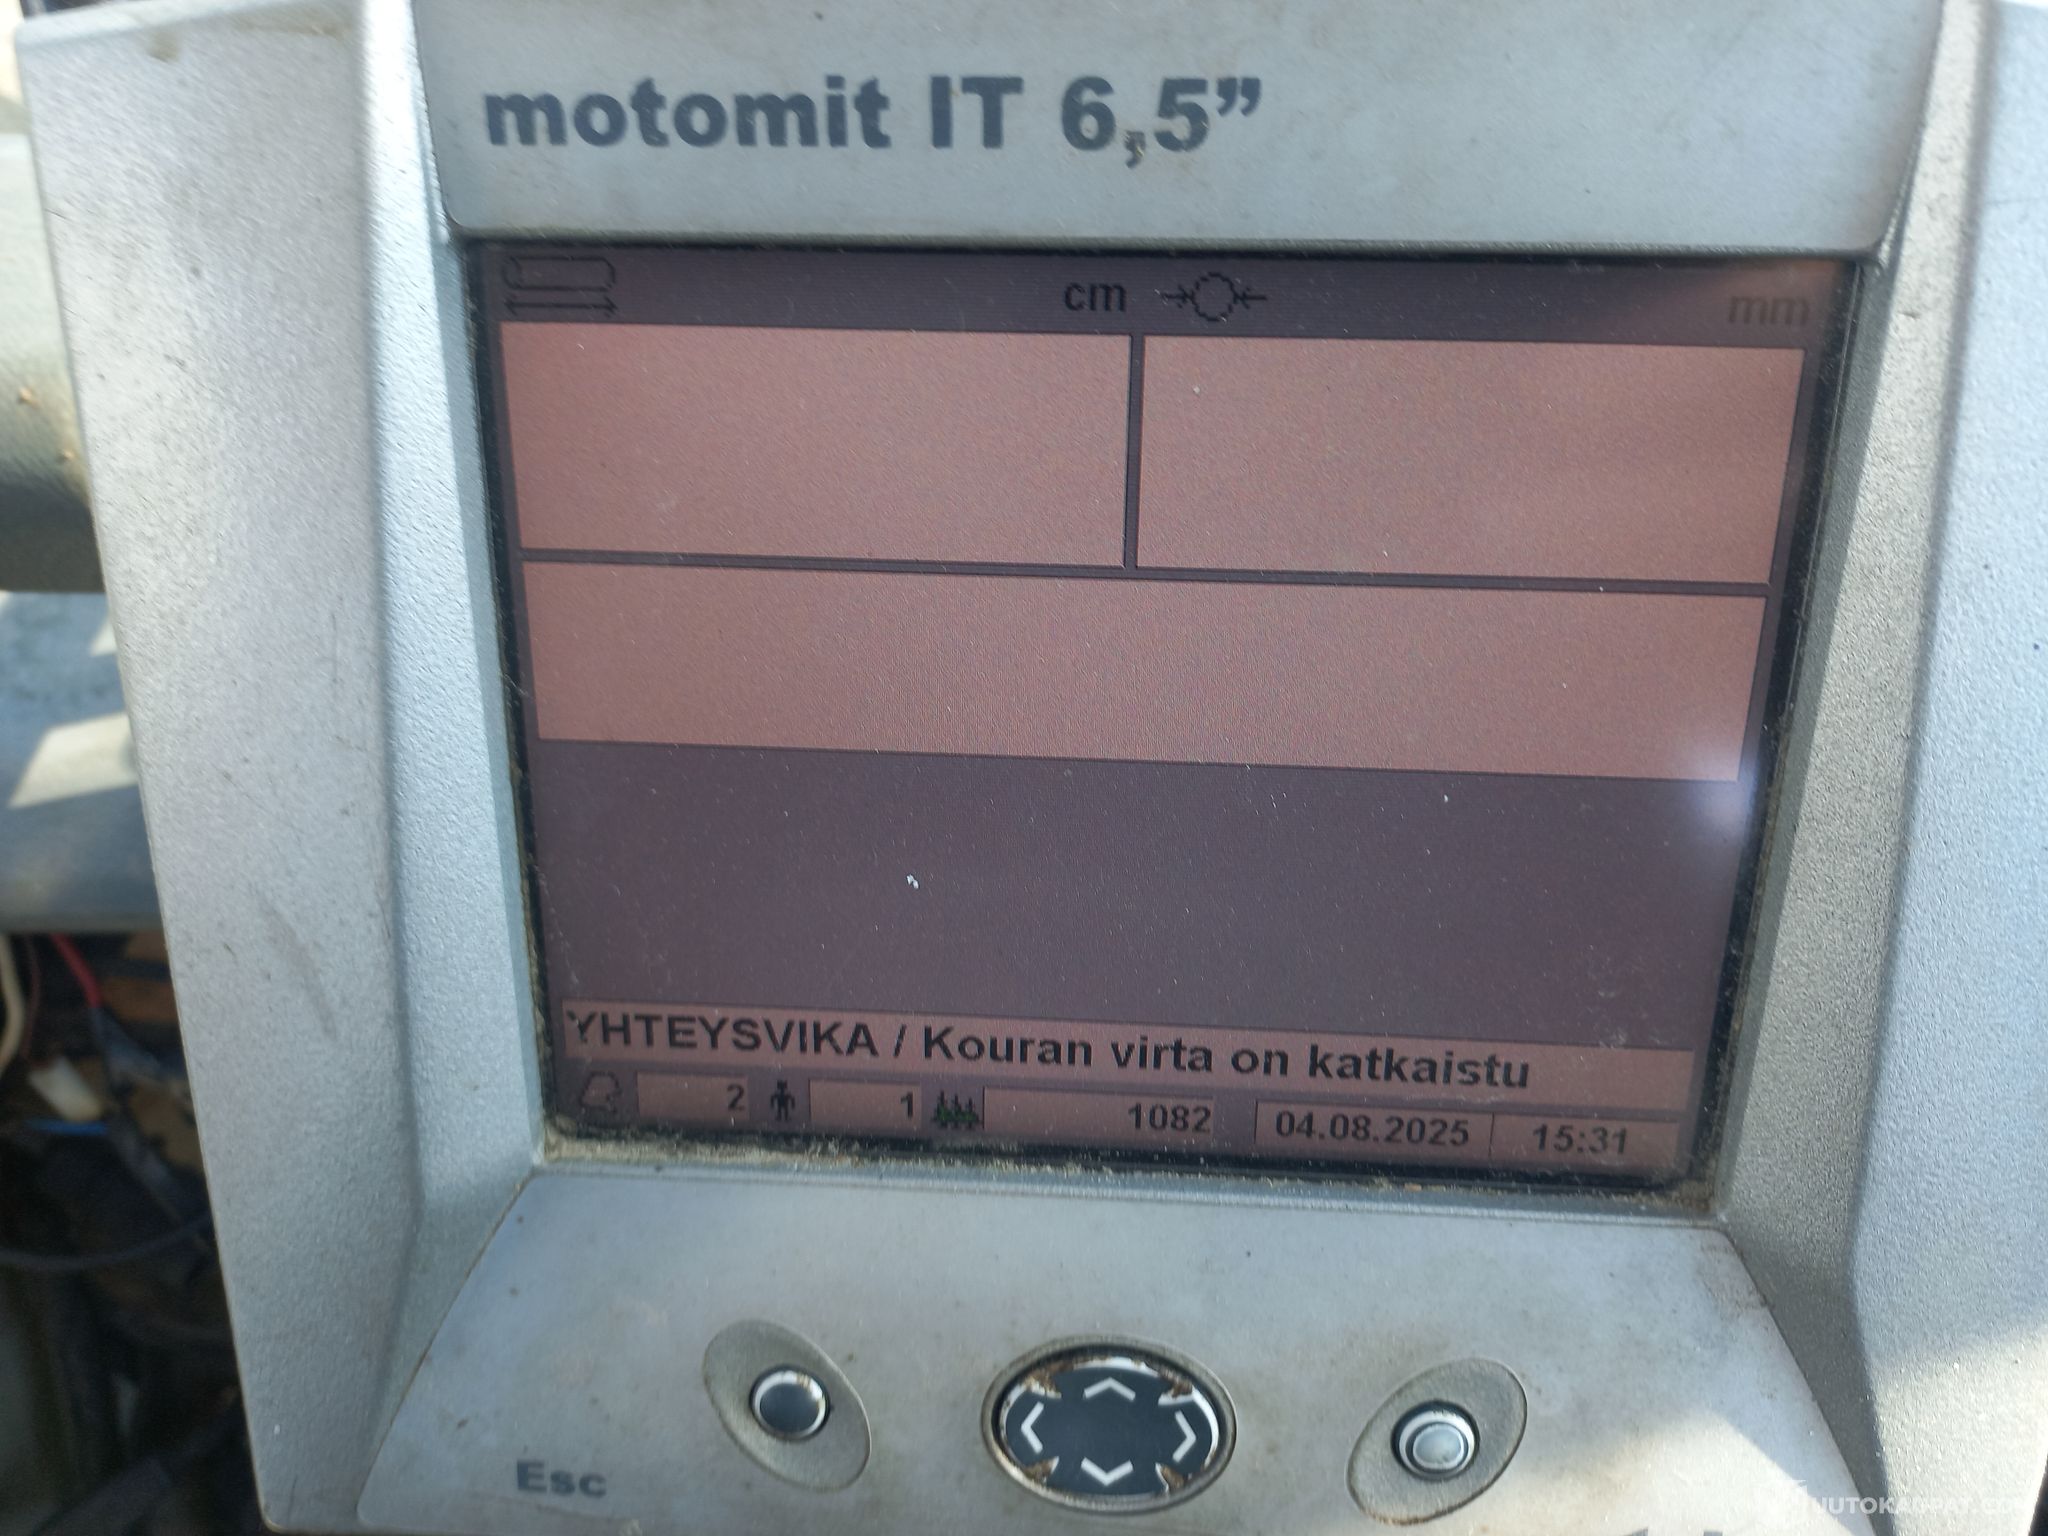 motomit IT 6,5”
cm mm
YHTEYSVIKA / Kouran virta on katkaistu
2 1 1082 04.08.2025 15:31
Esc